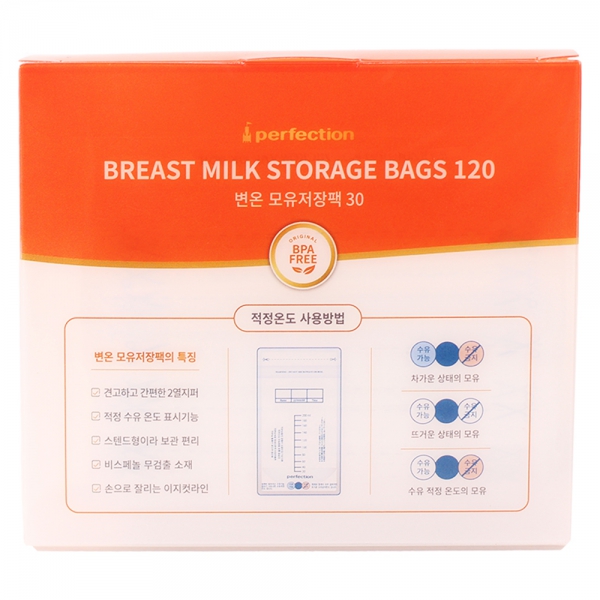 perfection
BREAST MILK STORAGE BAGS 120
변온 모유저장팩 30
ORIGINAL
BPA
FREE
적정온도 사용방법
변온 모유저장팩의 특징
견고하고 간편한 2열지퍼
적정 수유 온도 표시기능
스텐드형이라 보관 편리
비스페놀 무검출 소재
손으로 잘리는 이지컷라인
perfection
수유 수유
가능 금지
차가운 상태의 모유
수유 수유
가능 금지
뜨거운 상태의 모유
수유 수유
가능 금지
수유 적정 온도의 모유